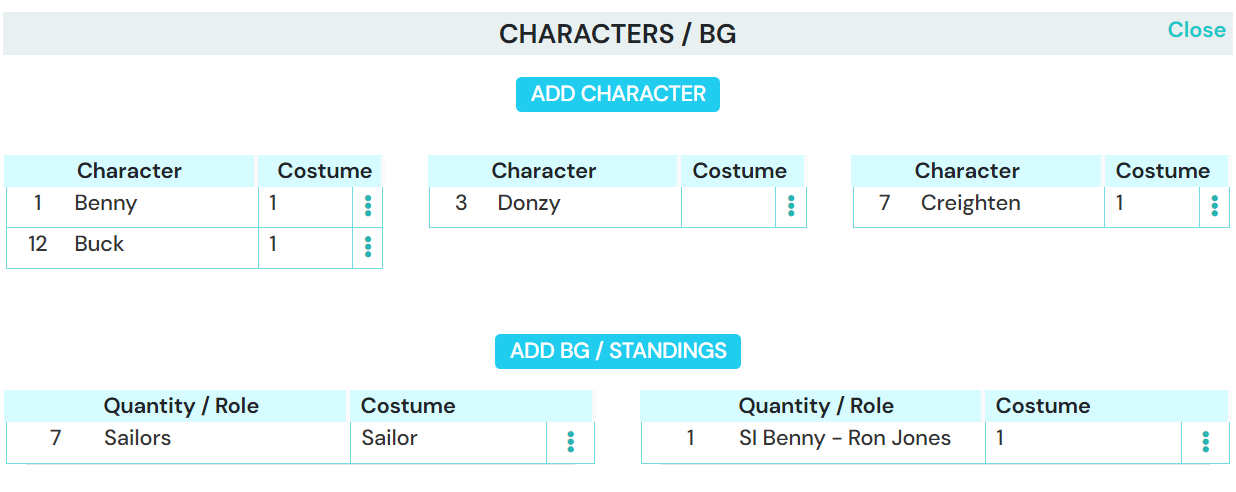 CHARACTERS / BG
Close
ADD CHARACTER
Character Costume Character Costume Character Costume
1 Benny 1 3 Donzy 7 Creighten 1
12 Buck 1
ADD BG / STANDINGS
Quantity / Role Costume Quantity / Role Costume
7 Sailors Sailor 1 SI Benny - Ron Jones 1